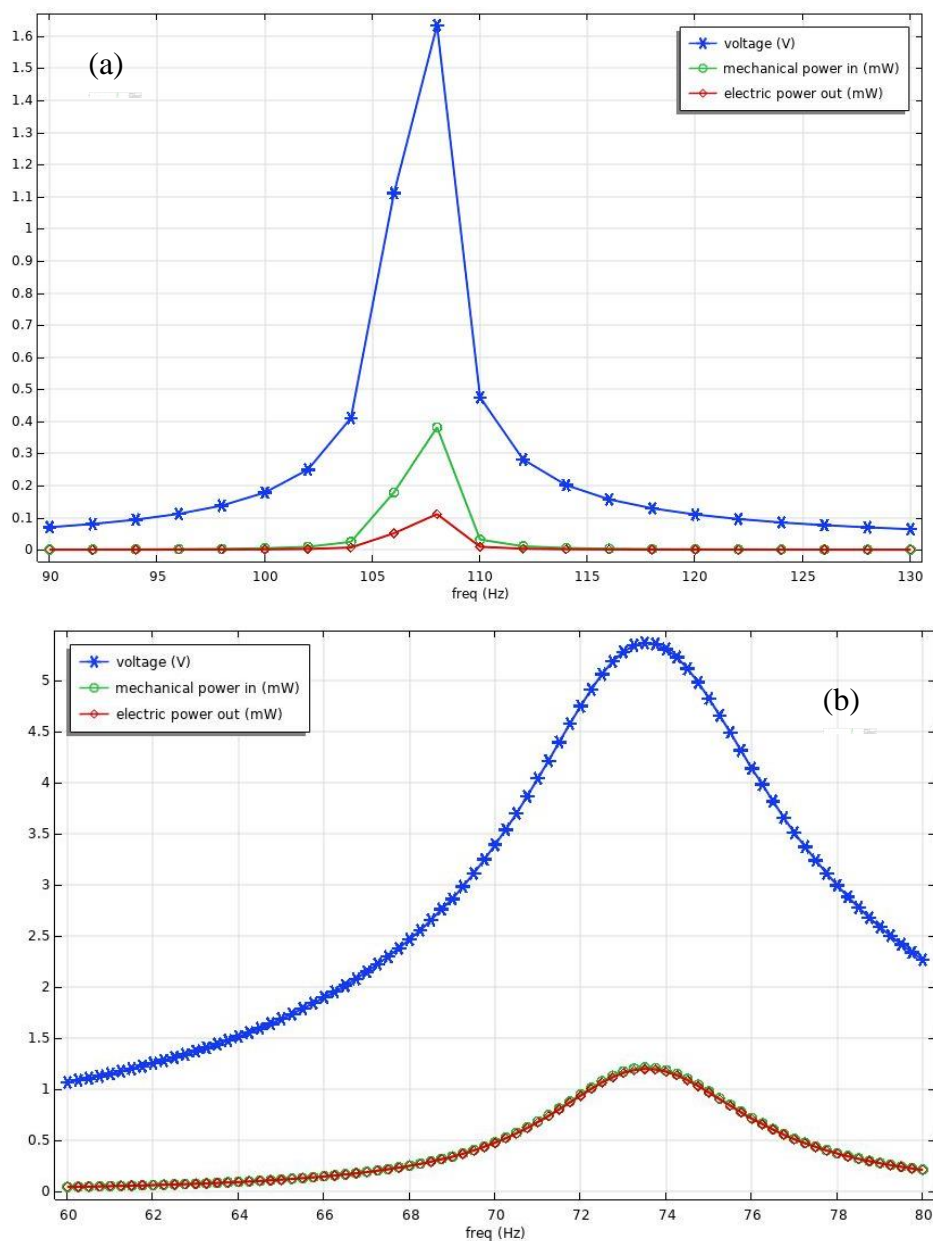 (a)
voltage (V)
mechanical power in (mW)
electric power out (mW)
1.6
1.5
1.4
1.3
1.2
1.1
1
0.9
0.8
0.7
0.6
0.5
0.4
0.3
0.2
0.1
0
90 95 100 105 110 115 120 125 130
freq (Hz)
voltage (V)
mechanical power in (mW)
electric power out (mW)
(b)
5
4.5
4
3.5
3
2.5
2
1.5
1
0.5
0
60 62 64 66 68 70 72 74 76 78 80
freq (Hz)